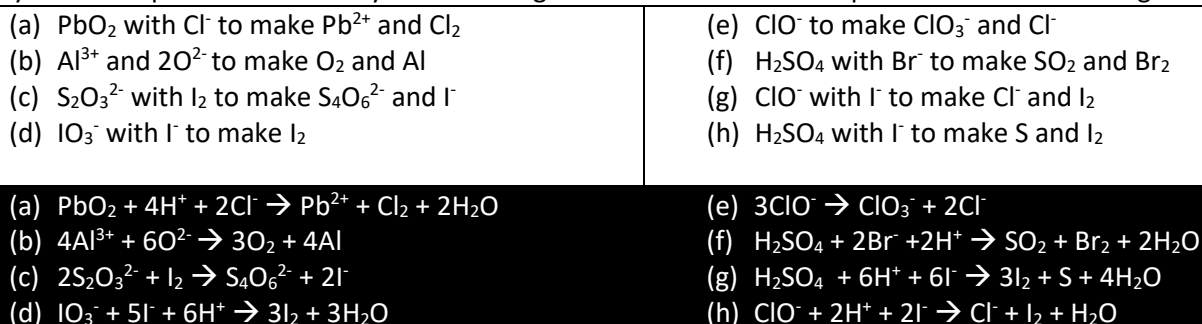 (a) PbO₂ with Cl⁻ to make Pb²⁺ and Cl₂
(b) Al³⁺ and 2O²⁻ to make O₂ and Al
(c) S₂O₃²⁻ with I₂ to make S₄O₆²⁻ and I⁻
(d) IO₃⁻ with I⁻ to make I₂
(e) ClO⁻ to make ClO₃⁻ and Cl⁻
(f) H₂SO₄ with Br⁻ to make SO₂ and Br₂
(g) ClO⁻ with I⁻ to make Cl⁻ and I₂
(h) H₂SO₄ with I⁻ to make S and I₂
(a) PbO₂ + 4H⁺ + 2Cl⁻ → Pb²⁺ + Cl₂ + 2H₂O
(b) 4Al³⁺ + 6O²⁻ → 3O₂ + 4Al
(c) 2S₂O₃²⁻ + I₂ → S₄O₆²⁻ + 2I⁻
(d) IO₃⁻ + 5I⁻ + 6H⁺ → 3I₂ + 3H₂O
(e) 3ClO⁻ → ClO₃⁻ + 2Cl⁻
(f) H₂SO₄ + 2Br⁻ +2H⁺ → SO₂ + Br₂ + 2H₂O
(g) H₂SO₄ + 6H⁺ + 6I⁻ → 3I₂ + S + 4H₂O
(h) ClO⁻ + 2H⁺ + 2I⁻ → Cl⁻ + I₂ + H₂O